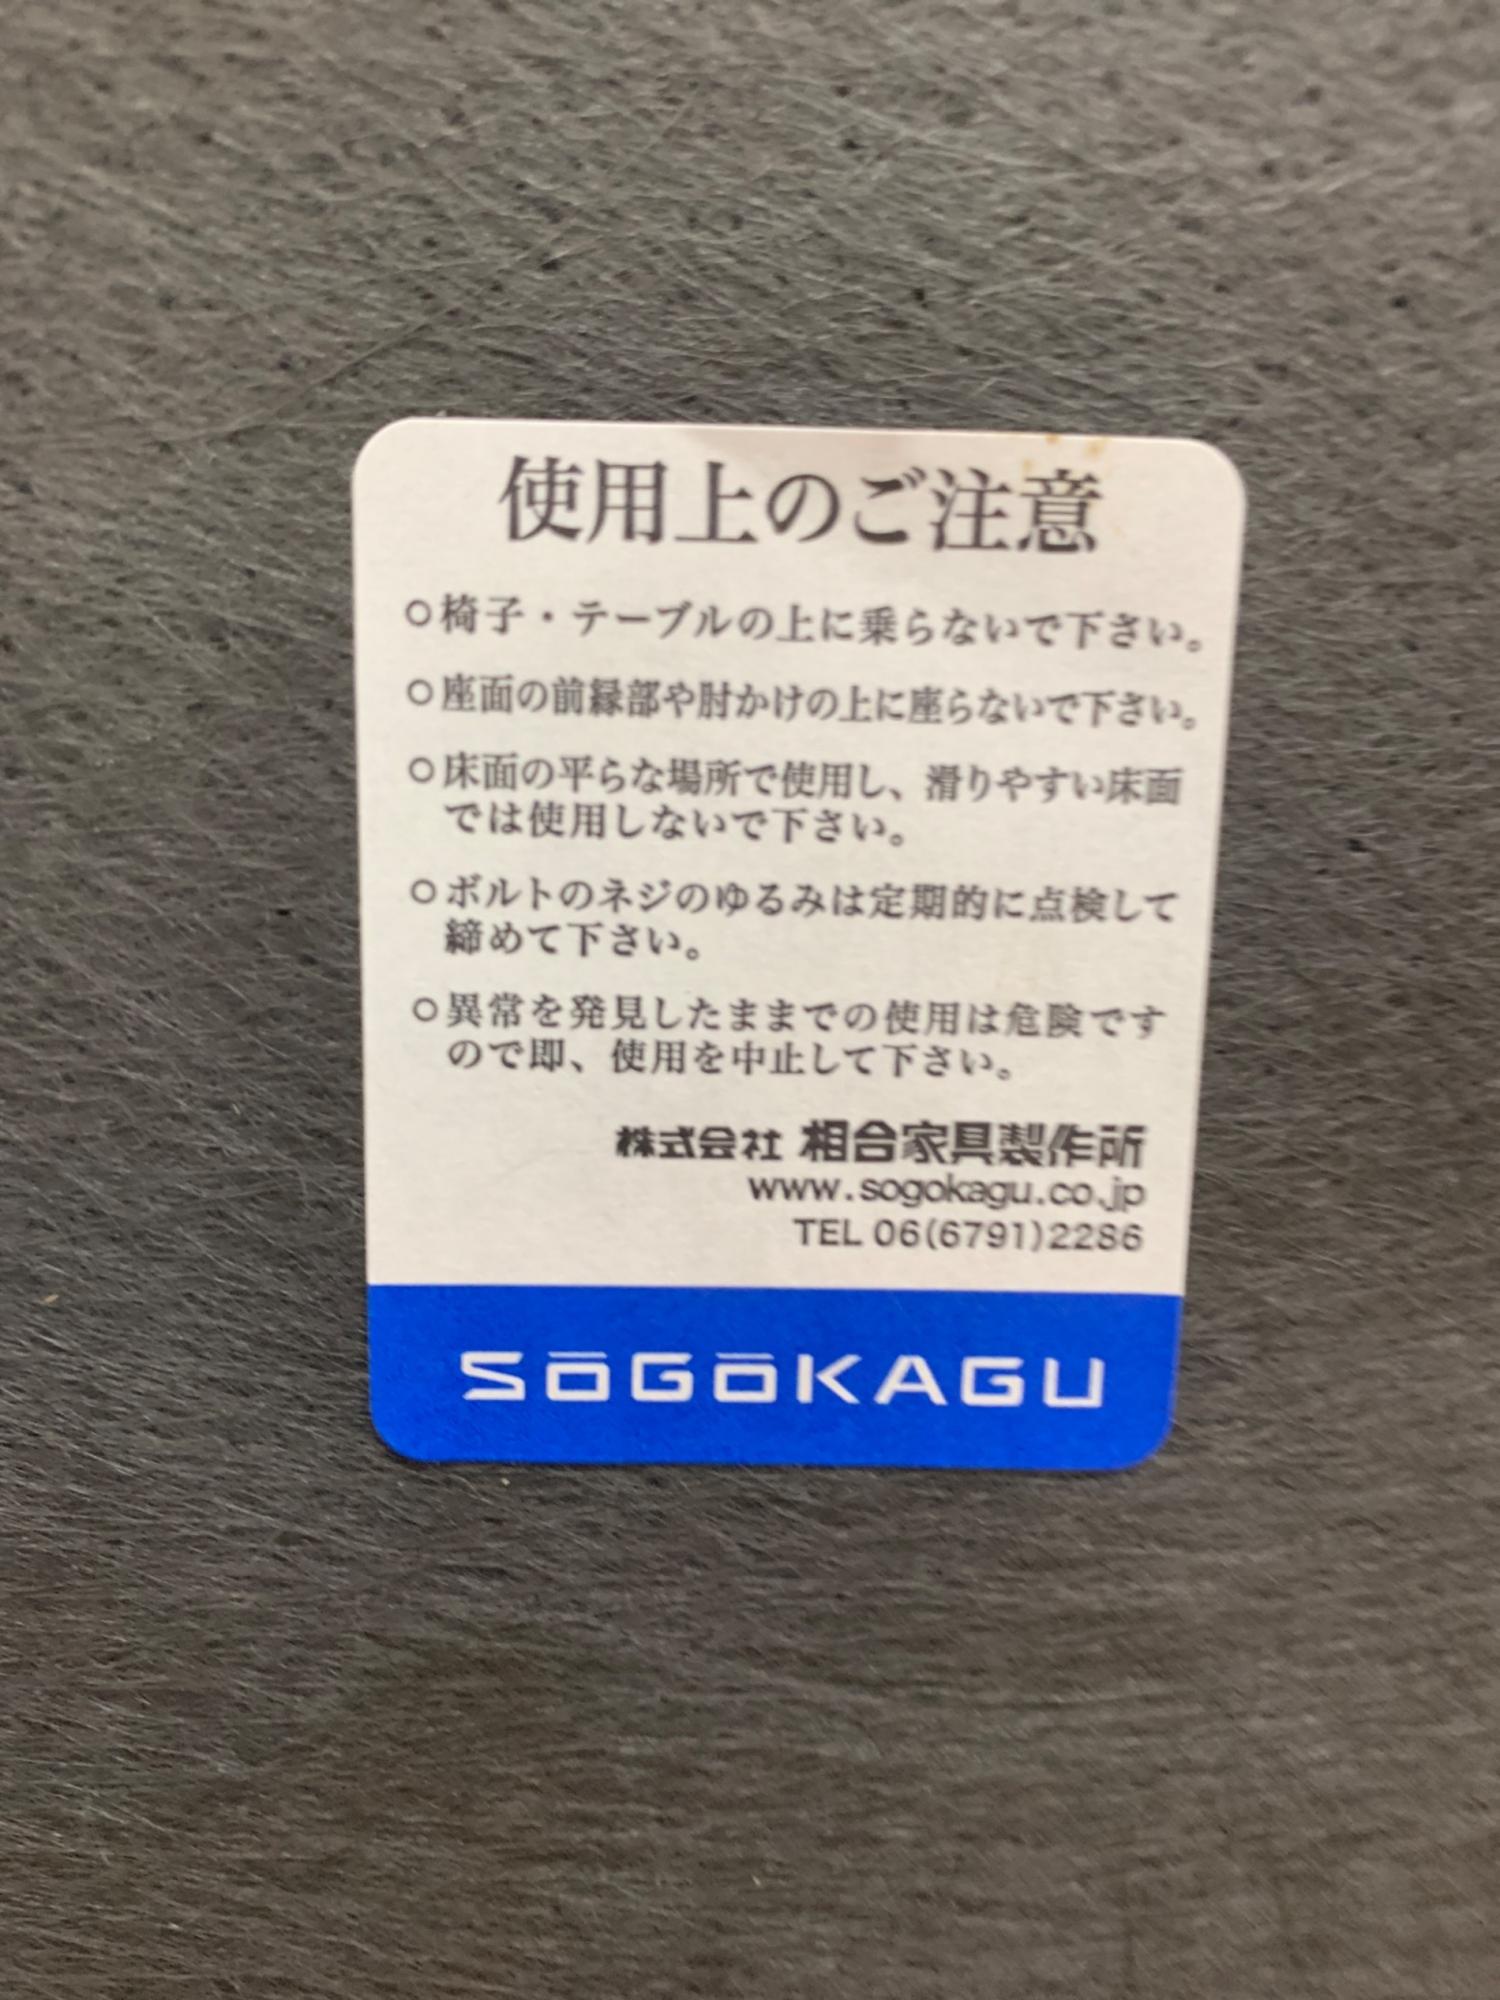 使用上のご注意
○椅子・テーブルの上に乗らないで下さい。
○座面の前縁部や肘かけの上に座らないで下さい。
○床面の平らな場所で使用し、滑りやすい床面
では使用しないで下さい。
○ボルトのネジのゆるみは定期的に点検して
締めて下さい。
○異常を発見したままでの使用は危険です
ので即、使用を中止して下さい。
株式会社 相合家具製作所
www.sogokagu.co.jp
TEL 06(6791)2286
SōGōKAGU